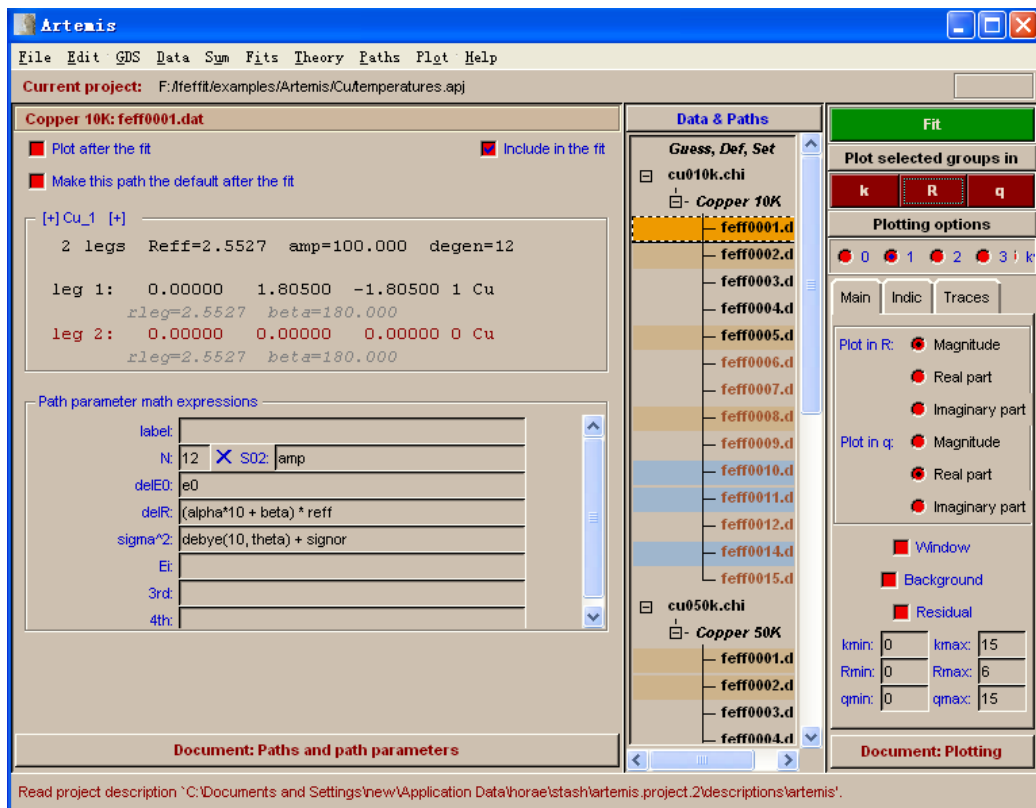 Artemis
File Edit GDS Data Sum Fits Theory Paths Plot Help
Current project: F:/Ifeffit/examples/Artemis/Cu/temperatures.apj
Copper 10K: feff0001.dat
Plot after the fit
Include in the fit
Make this path the default after the fit
[+] Cu_1 [+]
2 legs Reff=2.5527 amp=100.000 degen=12
leg 1: 0.00000 1.80500 -1.80500 1 Cu
rleg=2.5527 beta=180.000
leg 2: 0.00000 0.00000 0.00000 0 Cu
rleg=2.5527 beta=180.000
Path parameter math expressions
label:
N: 12 X S02: amp
delE0: e0
delR: (alpha*10 + beta) * reff
sigma^2: debye(10, theta) + signor
Ei:
3rd:
4th:
Document: Paths and path parameters
Data & Paths
Guess, Def, Set
cu010k.chi
Copper 10K
feff0001.d
feff0002.d
feff0003.d
feff0004.d
feff0005.d
feff0006.d
feff0007.d
feff0008.d
feff0009.d
feff0010.d
feff0011.d
feff0012.d
feff0014.d
feff0015.d
cu050k.chi
Copper 50K
feff0001.d
feff0002.d
feff0003.d
feff0004.d
Fit
Plot selected groups in
k R q
Plotting options
0 1 2 3
Main Indic Traces
Plot in R: Magnitude
Real part
Imaginary part
Plot in q: Magnitude
Real part
Imaginary part
Window
Background
Residual
kmin: 0 kmax: 15
Rmin: 0 Rmax: 6
qmin: 0 qmax: 15
Document: Plotting
Read project description `C:\Documents and Settings\new\Application Data\horae\stash\artemis.project.2\descriptions\artemis'.